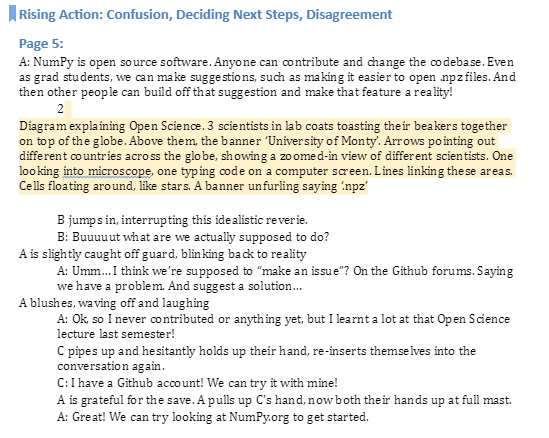 Rising Action: Confusion, Deciding Next Steps, Disagreement
Page 5:
A: NumPy is open source software. Anyone can contribute and change the codebase. Even
as grad students, we can make suggestions, such as making it easier to open .npz files. And
then other people can build off that suggestion and make that feature a reality!
2
Diagram explaining Open Science. 3 scientists in lab coats toasting their beakers together
on top of the globe. Above them, the banner ‘University of Monty’. Arrows pointing out
different countries across the globe, showing a zoomed-in view of different scientists. One
looking into microscope, one typing code on a computer screen. Lines linking these areas.
Cells floating around, like stars. A banner unfurling saying ‘.npz’
B jumps in, interrupting this idealistic reverie.
B: Buuuut what are we actually supposed to do?
A is slightly caught off guard, blinking back to reality
A: Umm... I think we’re supposed to “make an issue”? On the Github forums. Saying
we have a problem. And suggest a solution...
A blushes, waving off and laughing
A: Ok, so I never contributed or anything yet, but I learnt a lot at that Open Science
lecture last semester!
C pipes up and hesitantly holds up their hand, re-inserts themselves into the
conversation again.
C: I have a Github account! We can try it with mine!
A is grateful for the save. A pulls up C’s hand, now both their hands up at full mast.
A: Great! We can try looking at NumPy.org to get started.